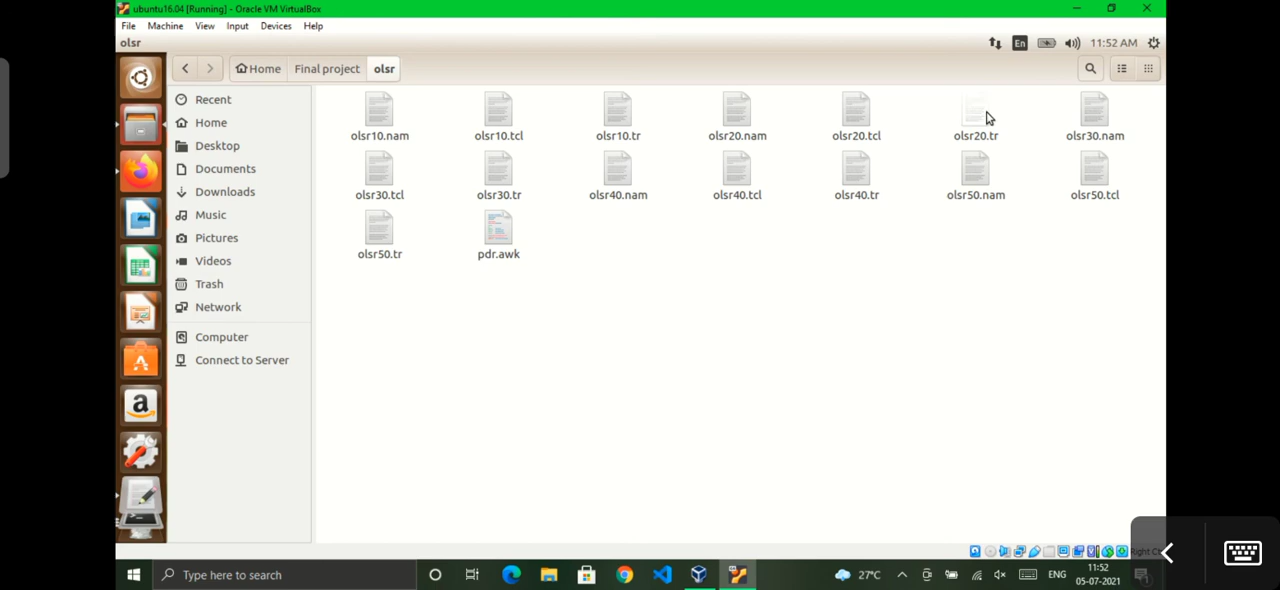 ubuntu16.04 [Running] - Oracle VM VirtualBox
File Machine View Input Devices Help
olsr
En
11:52 AM
Home Final project olsr
Recent
Home
Desktop
Documents
Downloads
Music
Pictures
Videos
Trash
Network
Computer
Connect to Server
olsr10.nam olsr10.tcl olsr10.tr olsr20.nam olsr20.tcl olsr20.tr olsr30.nam
olsr30.tcl olsr30.tr olsr40.nam olsr40.tcl olsr40.tr olsr50.nam olsr50.tcl
olsr50.tr pdr.awk
Right
Type here to search
27°C
ENG
11:52
05-07-2021